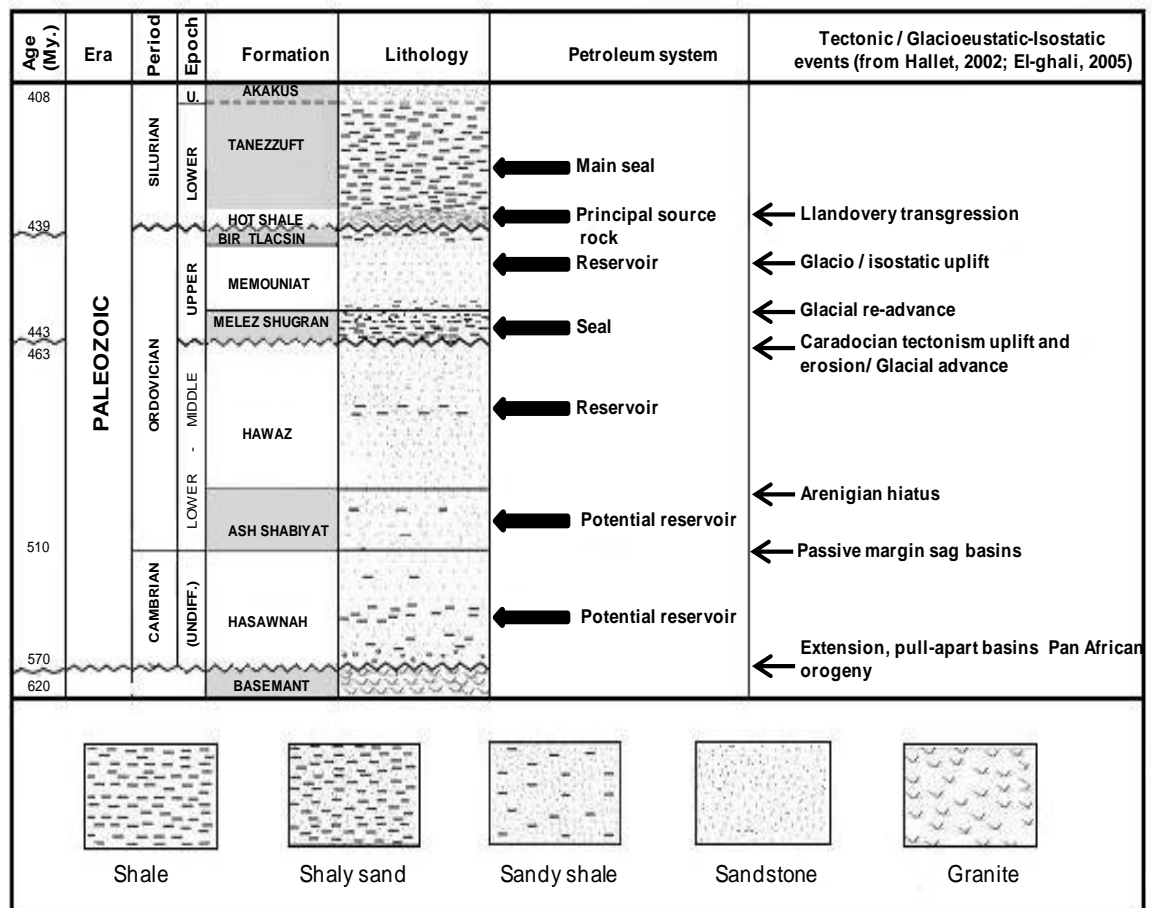 Age (My.)
Era
Period
Epoch
Formation
Lithology
Petroleum system
Tectonic / Glacioeustatic-Isostatic
events (from Hallet, 2002; El-ghali, 2005)
408
439
443
463
510
570
620
PALEOZOIC
SILURIAN
ORDOVICIAN
CAMBRIAN
U.
LOWER
UPPER
LOWER - MIDDLE
(UNDIFF.)
AKAKUS
TANEZZUFT
HOT SHALE
BIR TLACSIN
MEMOUNIAT
MELEZ SHUGRAN
HAWAZ
ASH SHABIYAT
HASAWNAH
BASEMANT
Main seal
Principal source
rock
Reservoir
Seal
Reservoir
Potential reservoir
Potential reservoir
Llandovery transgression
Glacio / isostatic uplift
Glacial re-advance
Caradocian tectonism uplift and
erosion/ Glacial advance
Arenigian hiatus
Passive margin sag basins
Extension, pull-apart basins Pan African
orogeny
Shale
Shaly sand
Sandy shale
Sandstone
Granite